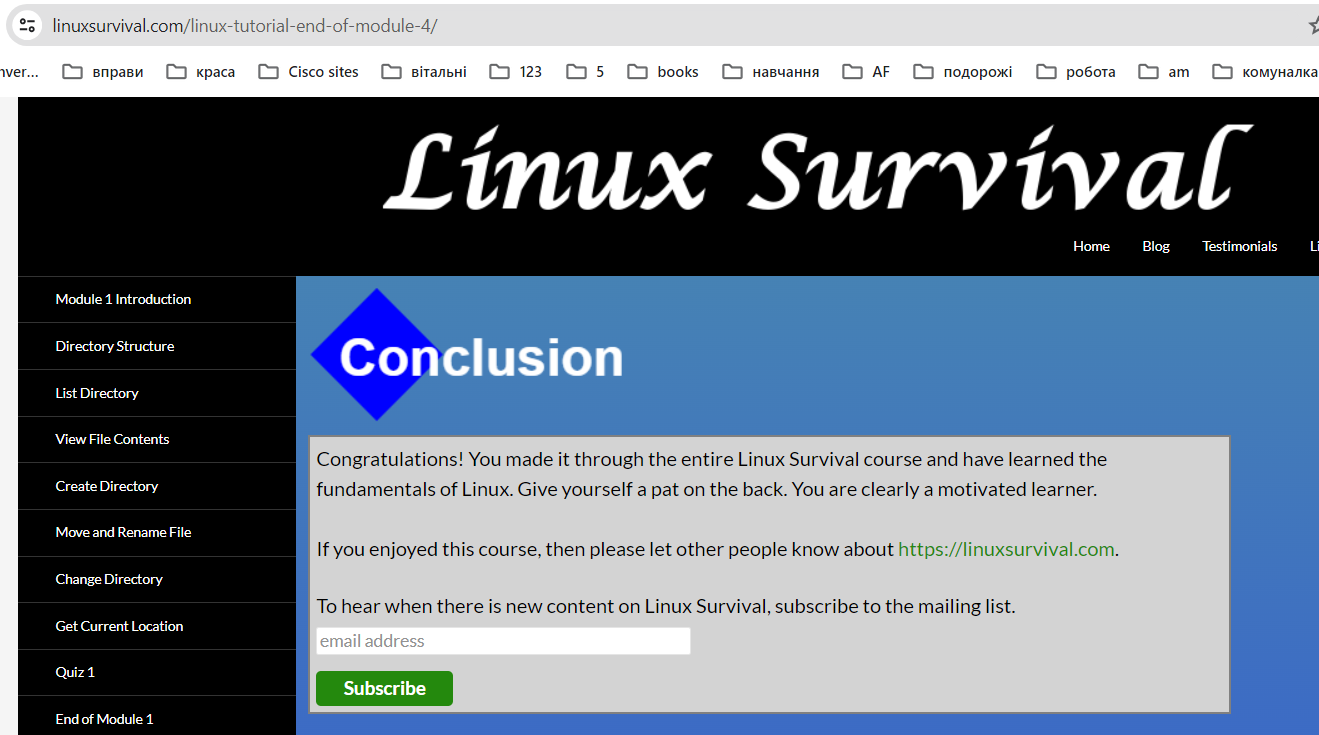 linuxsurvival.com/linux-tutorial-end-of-module-4/
вправи краса Cisco sites вітальні 123 5 books навчання AF подорожі робота am комуналка
Linux Survival
Home Blog Testimonials
Module 1 Introduction
Directory Structure
List Directory
View File Contents
Create Directory
Move and Rename File
Change Directory
Get Current Location
Quiz 1
End of Module 1
Conclusion
Congratulations! You made it through the entire Linux Survival course and have learned the
fundamentals of Linux. Give yourself a pat on the back. You are clearly a motivated learner.
If you enjoyed this course, then please let other people know about https://linuxsurvival.com.
To hear when there is new content on Linux Survival, subscribe to the mailing list.
email address
Subscribe